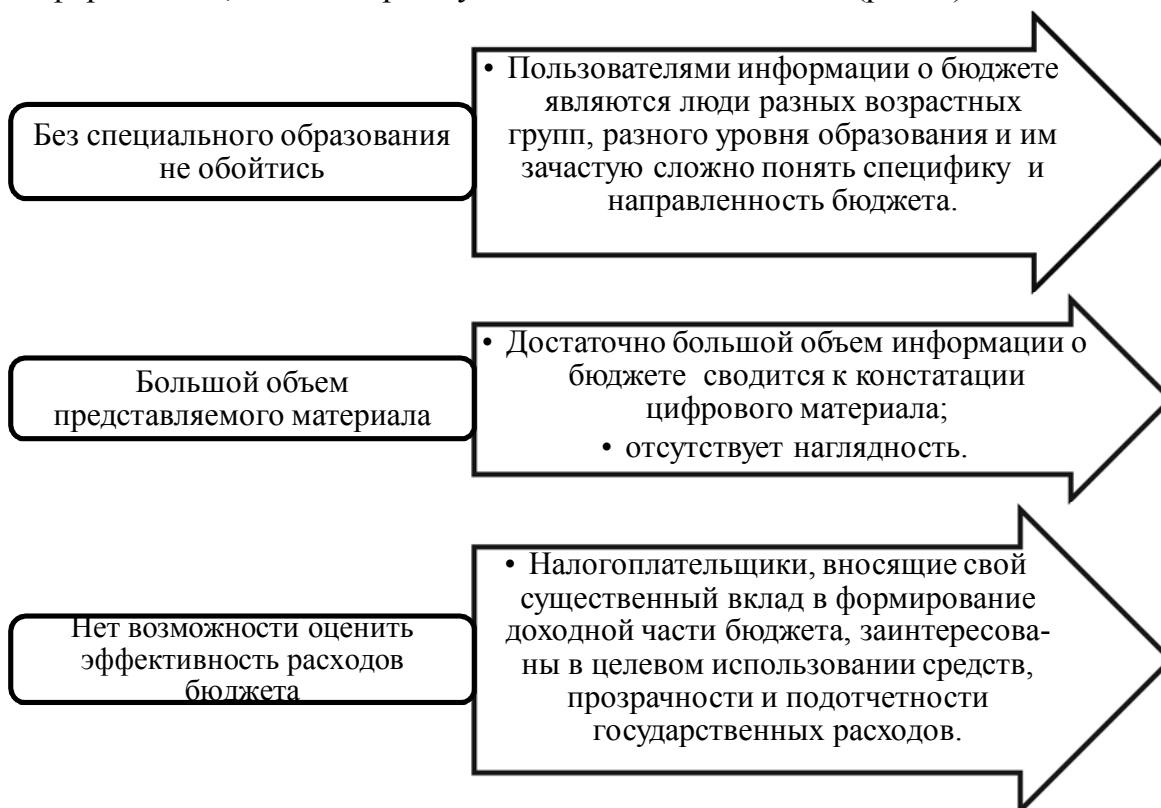 Без специального образования
не обойтись
• Пользователями информации о бюджете
являются люди разных возрастных
групп, разного уровня образования и им
зачастую сложно понять специфику и
направленность бюджета.
Большой объем
представляемого материала
• Достаточно большой объем информации о
бюджете сводится к констатации
цифрового материала;
• отсутствует наглядность.
Нет возможности оценить
эффективность расходов
бюджета
• Налогоплательщики, вносящие свой
существенный вклад в формирование
доходной части бюджета, заинтересова-
ны в целевом использовании средств,
прозрачности и подотчетности
государственных расходов.